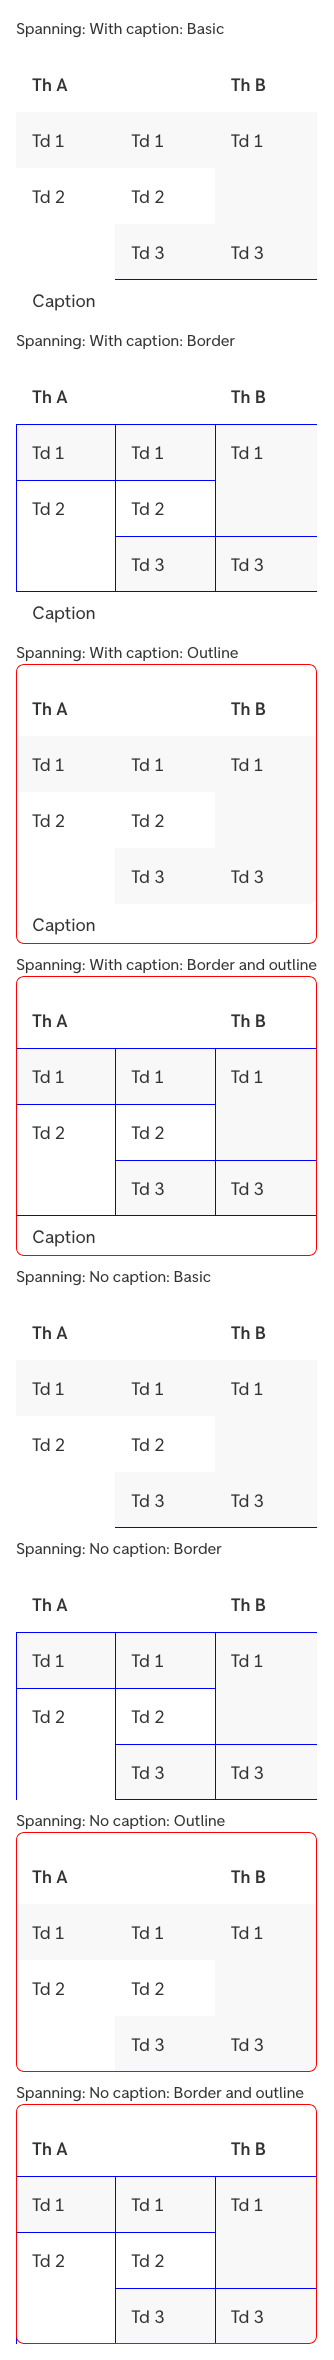 Spanning: With caption: Basic
Th A Th B
Td 1 Td 1 Td 1
Td 2 Td 2
Td 3 Td 3
Caption
Spanning: With caption: Border
Th A Th B
Td 1 Td 1 Td 1
Td 2 Td 2
Td 3 Td 3
Caption
Spanning: With caption: Outline
Th A Th B
Td 1 Td 1 Td 1
Td 2 Td 2
Td 3 Td 3
Caption
Spanning: With caption: Border and outline
Th A Th B
Td 1 Td 1 Td 1
Td 2 Td 2
Td 3 Td 3
Caption
Spanning: No caption: Basic
Th A Th B
Td 1 Td 1 Td 1
Td 2 Td 2
Td 3 Td 3
Spanning: No caption: Border
Th A Th B
Td 1 Td 1 Td 1
Td 2 Td 2
Td 3 Td 3
Spanning: No caption: Outline
Th A Th B
Td 1 Td 1 Td 1
Td 2 Td 2
Td 3 Td 3
Spanning: No caption: Border and outline
Th A Th B
Td 1 Td 1 Td 1
Td 2 Td 2
Td 3 Td 3